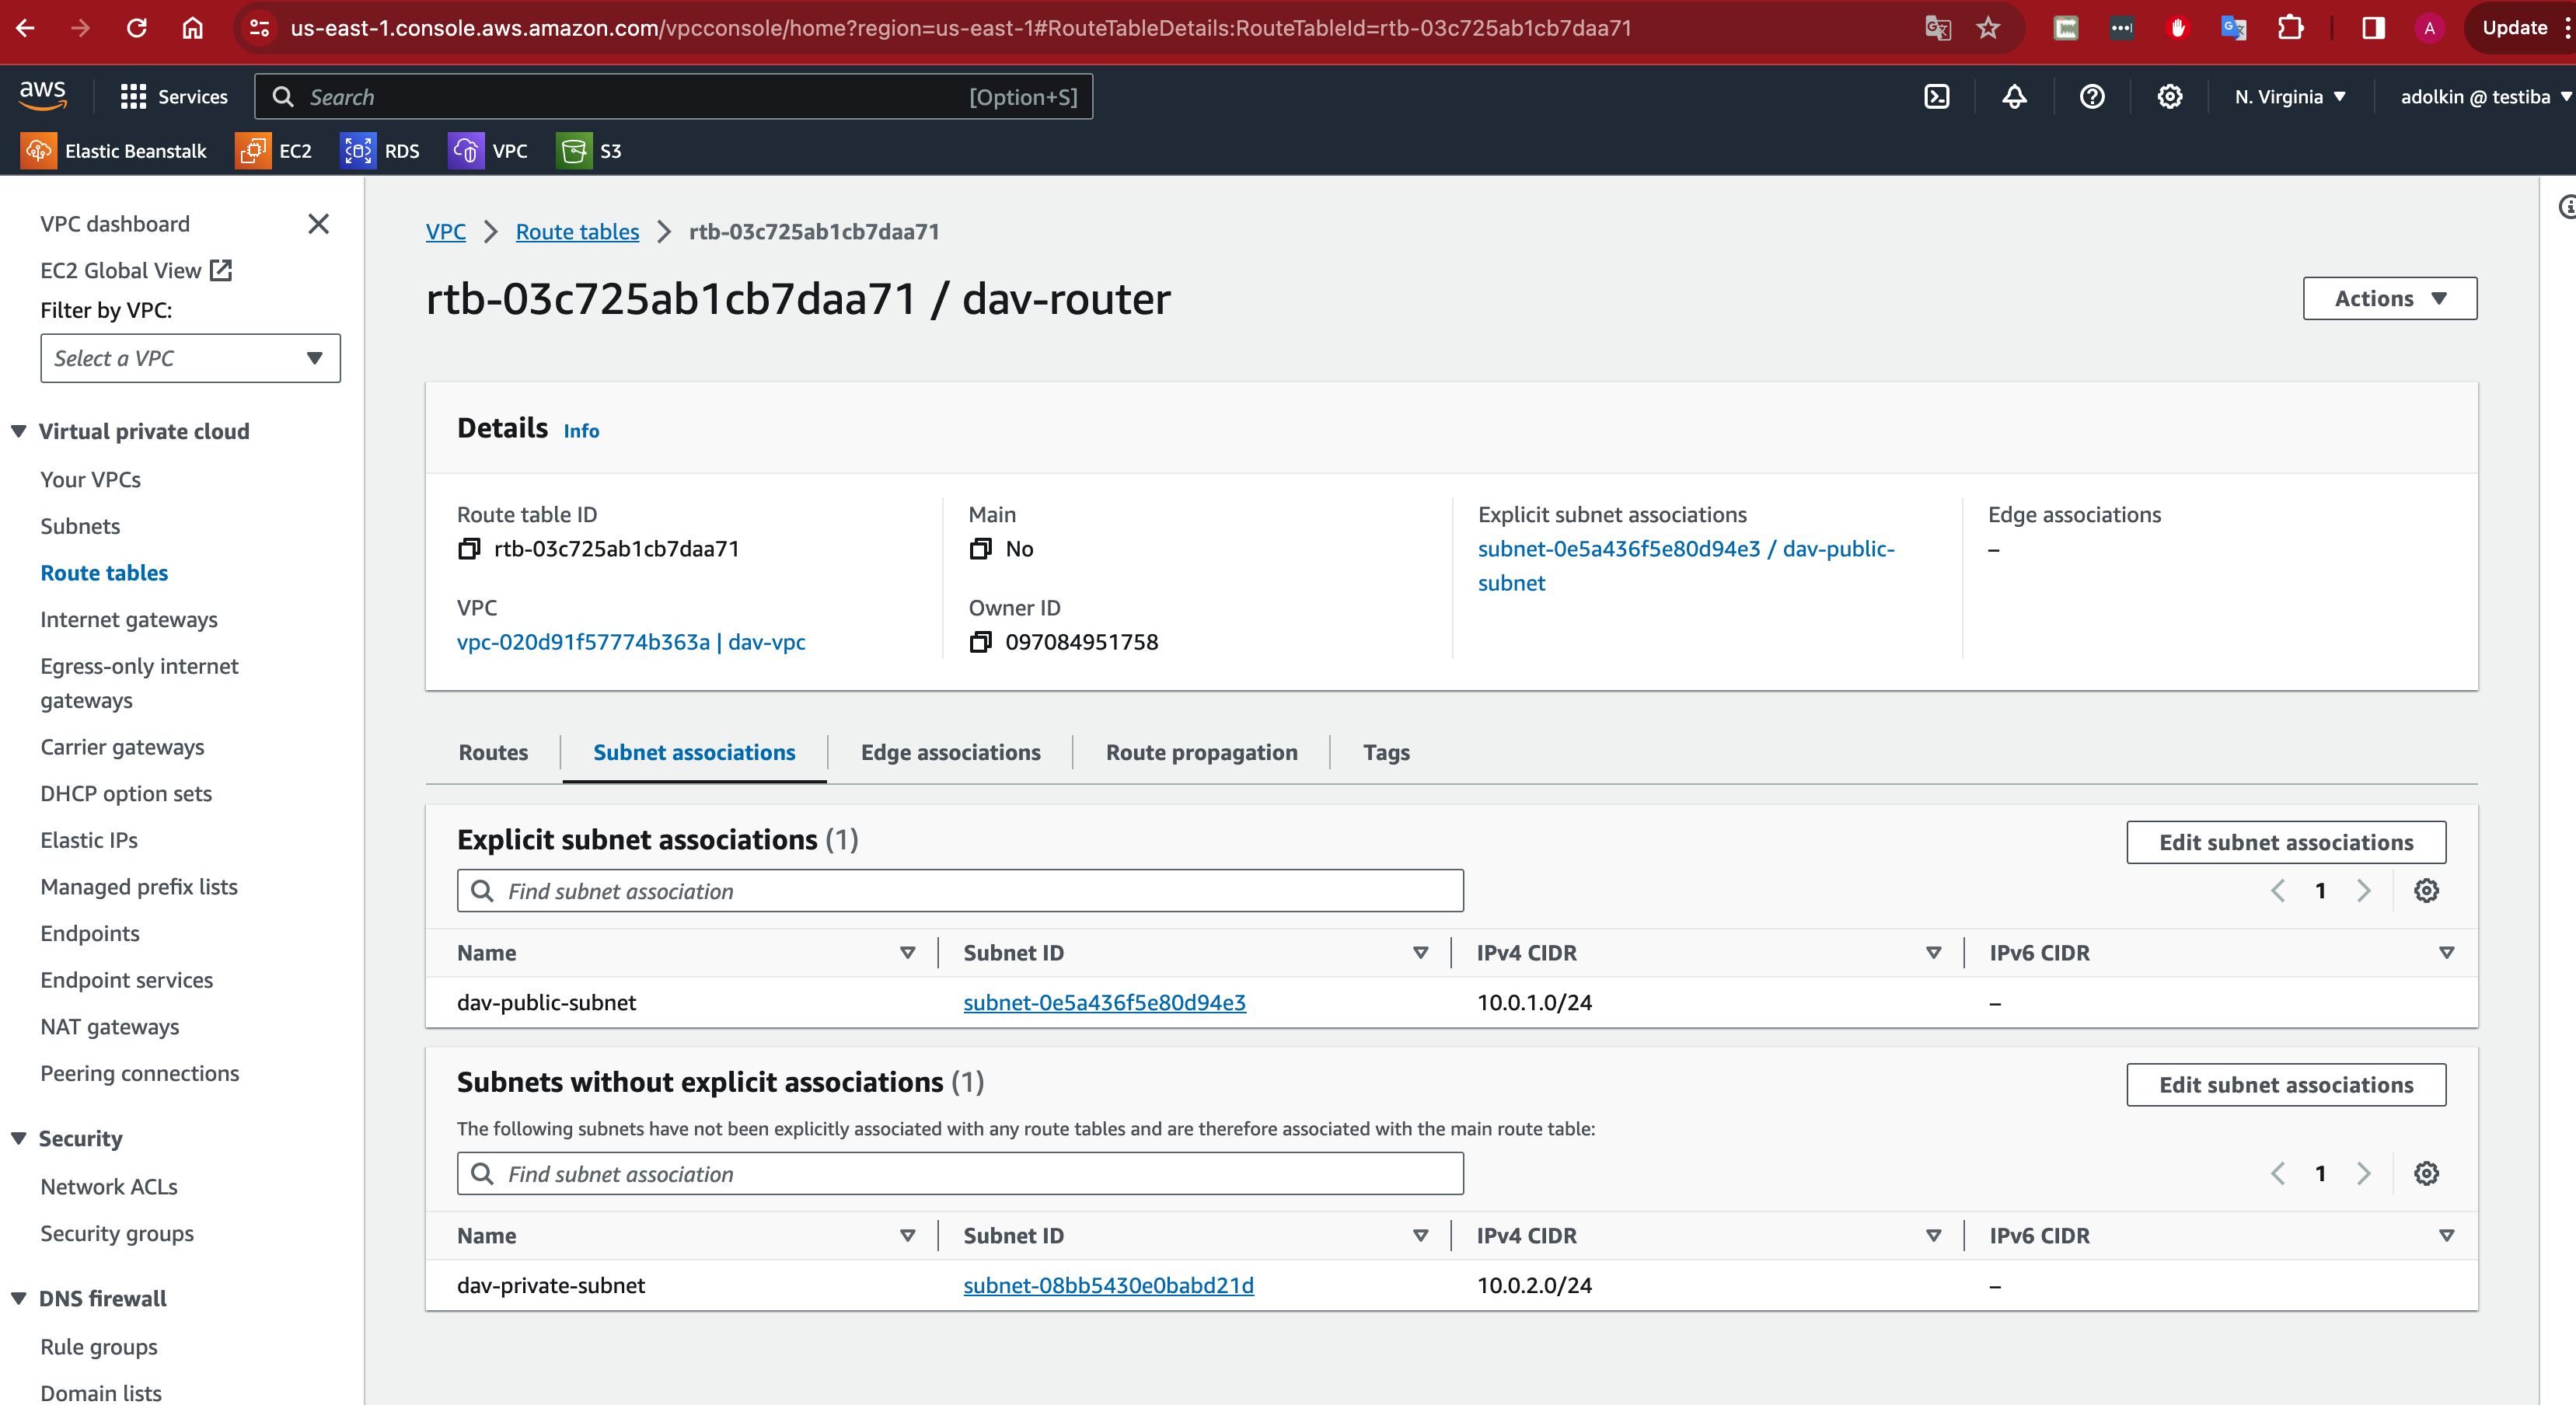 us-east-1.console.aws.amazon.com/vpcconsole/home?region=us-east-1#RouteTableDetails:RouteTableId=rtb-03c725ab1cb7daa71
A
Update
aws
Services
Search
[Option+S]
N. Virginia
adolkin @ testiba
Elastic Beanstalk
EC2
RDS
VPC
S3
VPC dashboard
EC2 Global View
Filter by VPC:
Select a VPC
Virtual private cloud
Your VPCs
Subnets
Route tables
Internet gateways
Egress-only internet
gateways
Carrier gateways
DHCP option sets
Elastic IPs
Managed prefix lists
Endpoints
Endpoint services
NAT gateways
Peering connections
Security
Network ACLs
Security groups
DNS firewall
Rule groups
Domain lists
VPC
Route tables
rtb-03c725ab1cb7daa71
rtb-03c725ab1cb7daa71 / dav-router
Actions
Details Info
Route table ID
rtb-03c725ab1cb7daa71
Main
No
Explicit subnet associations
subnet-0e5a436f5e80d94e3 / dav-public-
subnet
Edge associations
–
VPC
vpc-020d91f57774b363a | dav-vpc
Owner ID
097084951758
Routes
Subnet associations
Edge associations
Route propagation
Tags
Explicit subnet associations (1)
Edit subnet associations
Find subnet association
1
Name
Subnet ID
IPv4 CIDR
IPv6 CIDR
dav-public-subnet
subnet-0e5a436f5e80d94e3
10.0.1.0/24
–
Subnets without explicit associations (1)
Edit subnet associations
The following subnets have not been explicitly associated with any route tables and are therefore associated with the main route table:
Find subnet association
1
Name
Subnet ID
IPv4 CIDR
IPv6 CIDR
dav-private-subnet
subnet-08bb5430e0babd21d
10.0.2.0/24
–